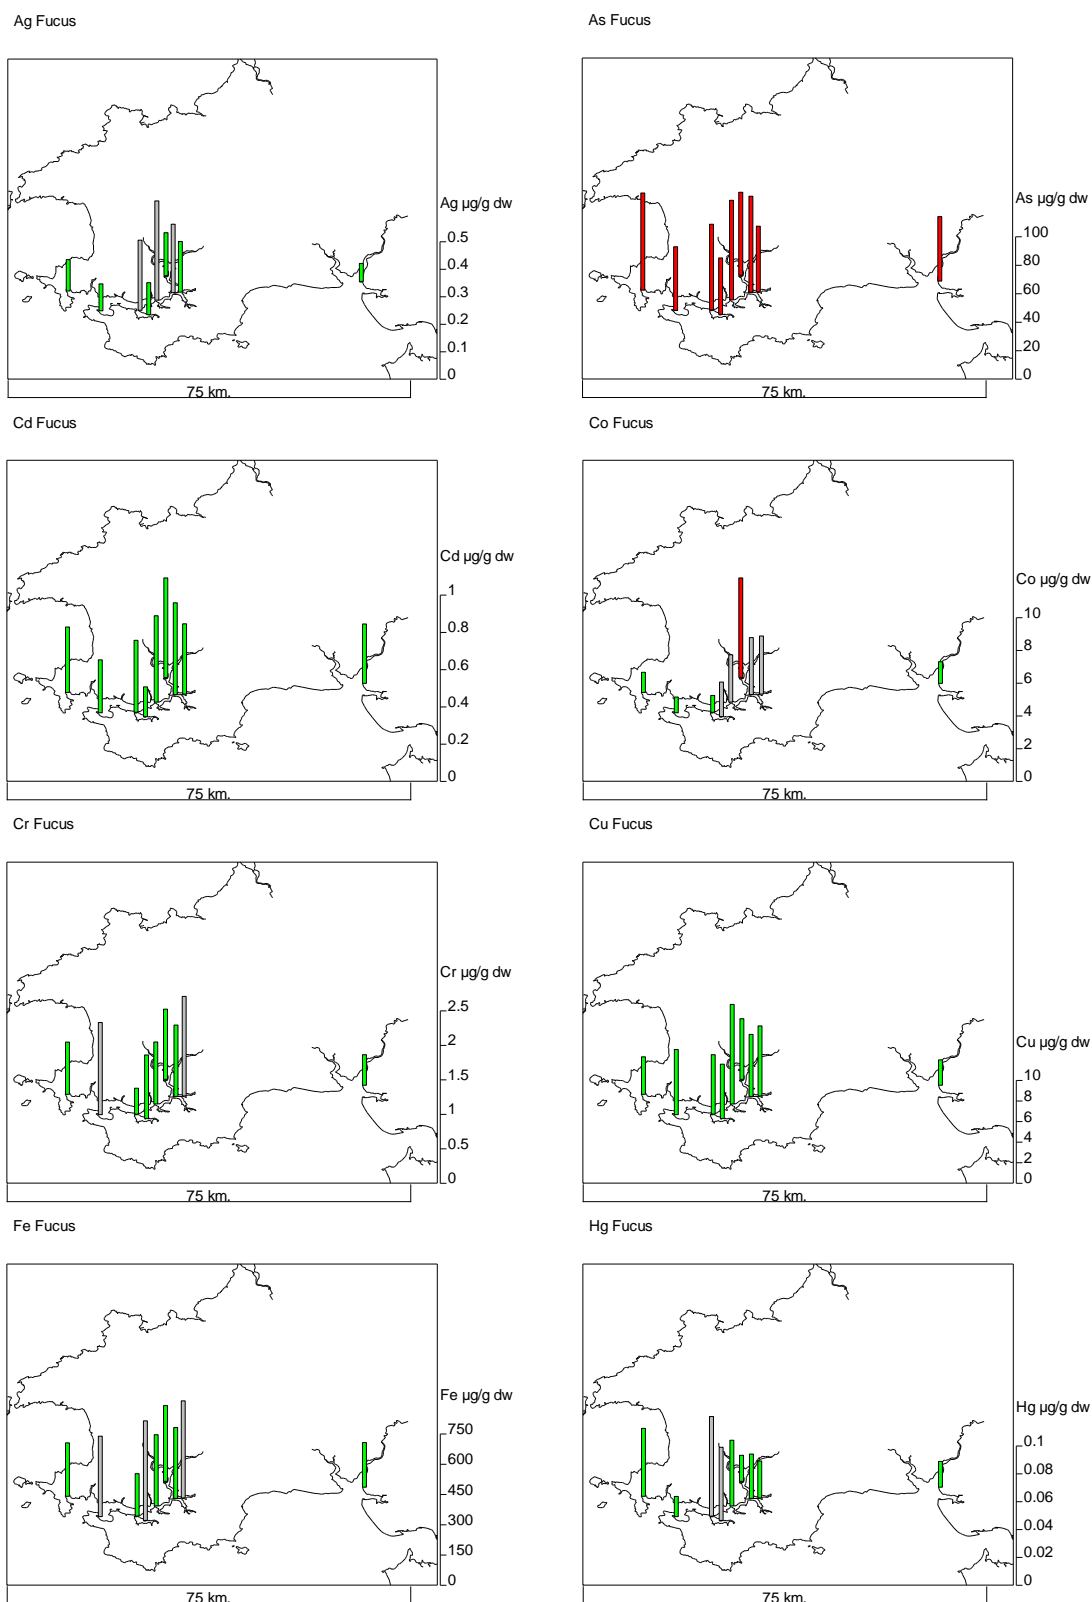 Ag Fucus
Ag µg/g dw
0.5
0.4
0.3
0.2
0.1
0
75 km.
As Fucus
As µg/g dw
100
80
60
40
20
0
75 km.
Cd Fucus
Cd µg/g dw
1
0.8
0.6
0.4
0.2
0
75 km.
Co Fucus
Co µg/g dw
10
8
6
4
2
0
75 km.
Cr Fucus
Cr µg/g dw
2.5
2
1.5
1
0.5
0
75 km.
Cu Fucus
Cu µg/g dw
10
8
6
4
2
0
75 km.
Fe Fucus
Fe µg/g dw
750
600
450
300
150
0
75 km.
Hg Fucus
Hg µg/g dw
0.1
0.08
0.06
0.04
0.02
0
75 km.